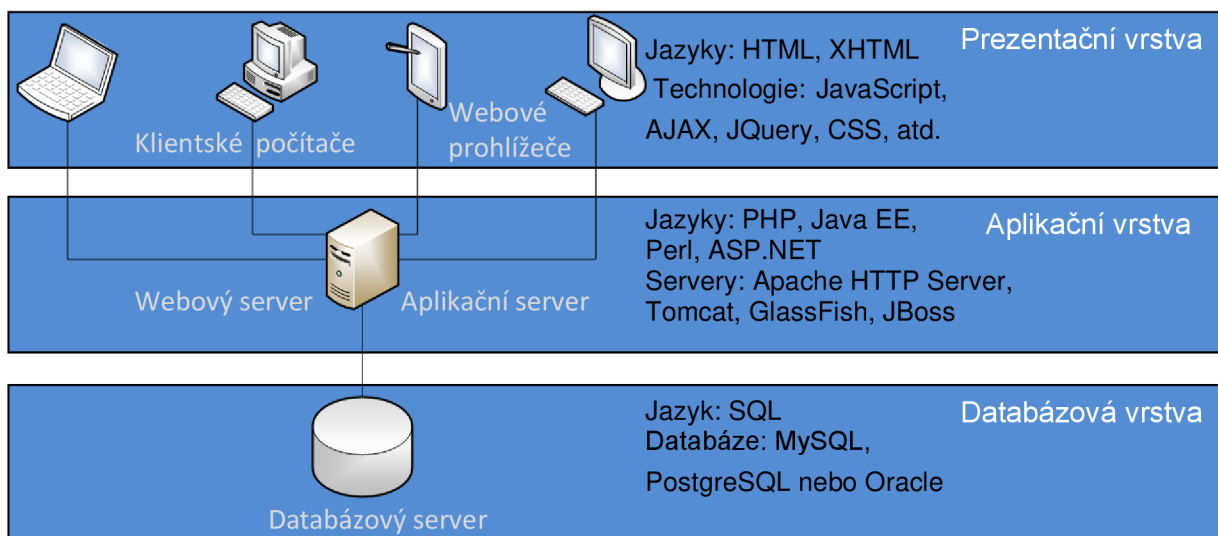 Prezentační vrstva
Klientské počítače
Webové
prohlížeče
Jazyky: HTML, XHTML
Technologie: JavaScript,
AJAX, JQuery, CSS, atd.
Aplikační vrstva
Webový server
Aplikační server
Jazyky: PHP, Java EE,
Perl, ASP.NET
Servery: Apache HTTP Server,
Tomcat, GlassFish, JBoss
Databázová vrstva
Databázový server
Jazyk: SQL
Databáze: MySQL,
PostgreSQL nebo Oracle